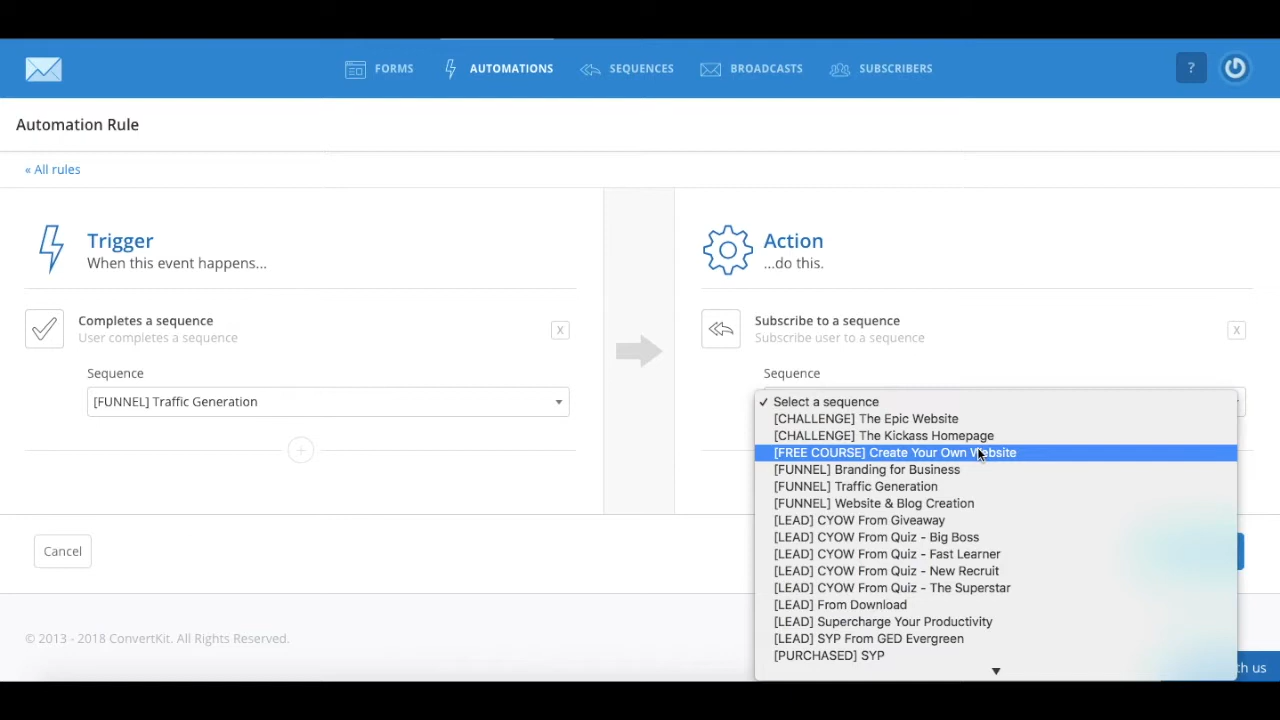 FORMS
AUTOMATIONS
SEQUENCES
BROADCASTS
SUBSCRIBERS
?
Automation Rule
« All rules
Trigger
When this event happens...
Completes a sequence
User completes a sequence
X
Sequence
[FUNNEL] Traffic Generation
Action
...do this.
Subscribe to a sequence
Subscribe user to a sequence
X
Sequence
✓ Select a sequence
[CHALLENGE] The Epic Website
[CHALLENGE] The Kickass Homepage
[FREE COURSE] Create Your Own Website
[FUNNEL] Branding for Business
[FUNNEL] Traffic Generation
[FUNNEL] Website & Blog Creation
[LEAD] CYOW From Giveaway
[LEAD] CYOW From Quiz - Big Boss
[LEAD] CYOW From Quiz - Fast Learner
[LEAD] CYOW From Quiz - New Recruit
[LEAD] CYOW From Quiz - The Superstar
[LEAD] From Download
[LEAD] Supercharge Your Productivity
[LEAD] SYP From GED Evergreen
[PURCHASED] SYP
Cancel
© 2013 - 2018 ConvertKit. All Rights Reserved.
us